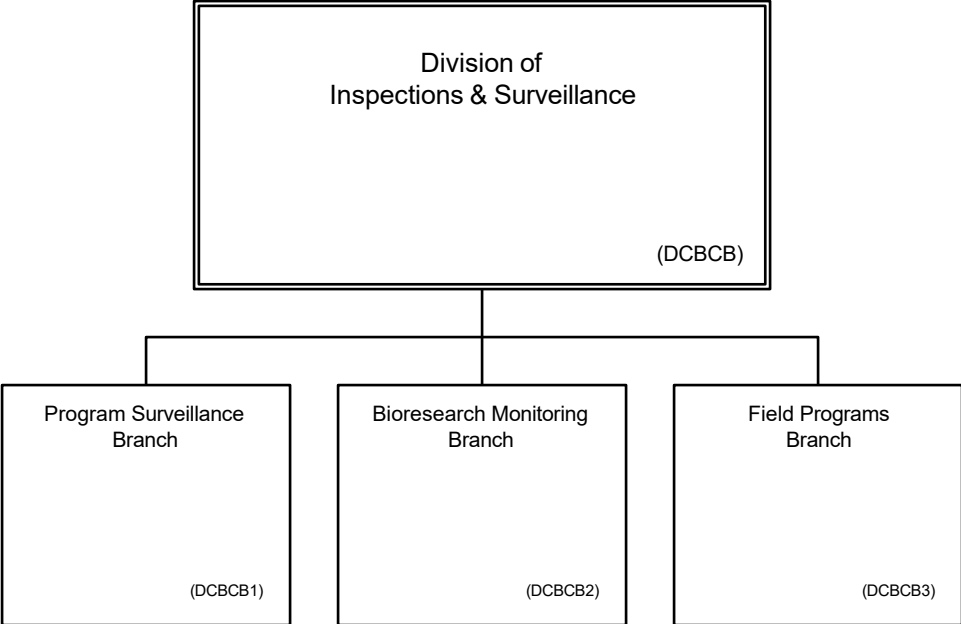 Division of
Inspections & Surveillance
(DCBCB)
Program Surveillance
Branch
(DCBCB1)
Bioresearch Monitoring
Branch
(DCBCB2)
Field Programs
Branch
(DCBCB3)